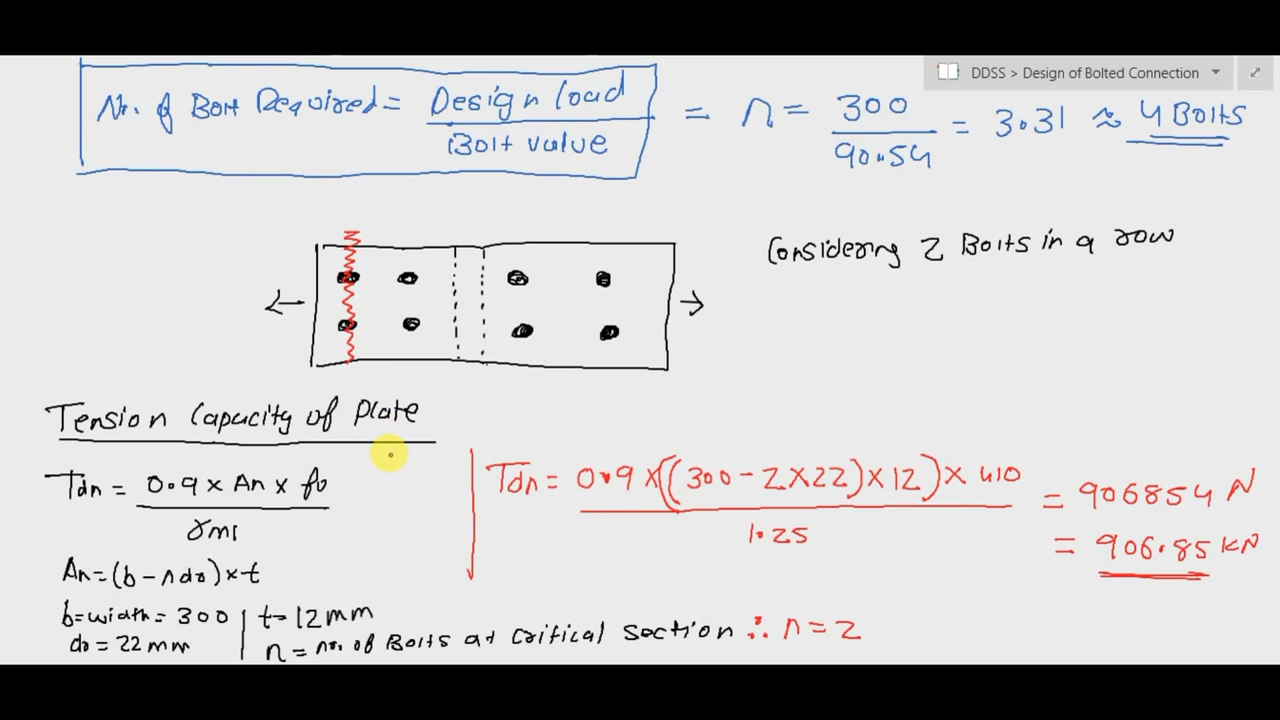 DDSS > Design of Bolted Connection
No. of Bolt Required = Design load / Bolt value = n = 300 / 90.54 = 3.31 ≈ 4 Bolts
Considering 2 Bolts in a row
Tension Capacity of Plate
Tdn = 0.9 × An × fu / γm1
An = (b - ndo) × t
b = width = 300
do = 22 mm
t = 12 mm
n = no. of Bolts at critical section ∴ n = 2
Tdn = 0.9 × ((300 - 2 × 22) × 12) × 410 / 1.25 = 906854 N
= 906.85 KN